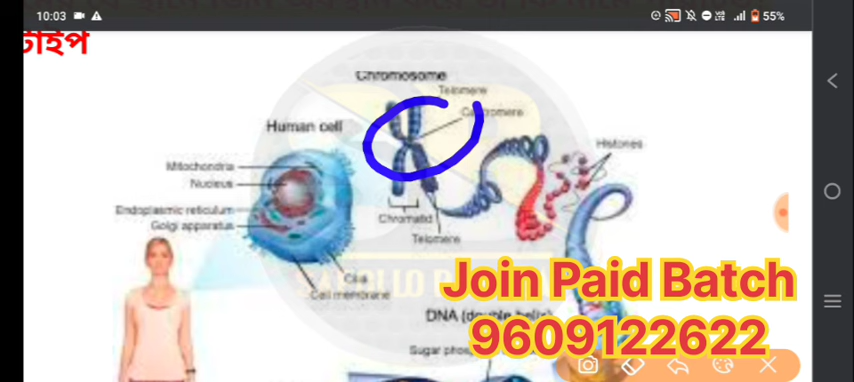 10:03
55%
টাইপ
Chromosome
Telomere
Centromere
Human cell
Histones
Mitochondria
Nucleus
Endoplasmic reticulum
Golgi apparatus
Chromatid
Telomere
Cilia
Cell membrane
Join Paid Batch
DNA (double helix)
9609122622